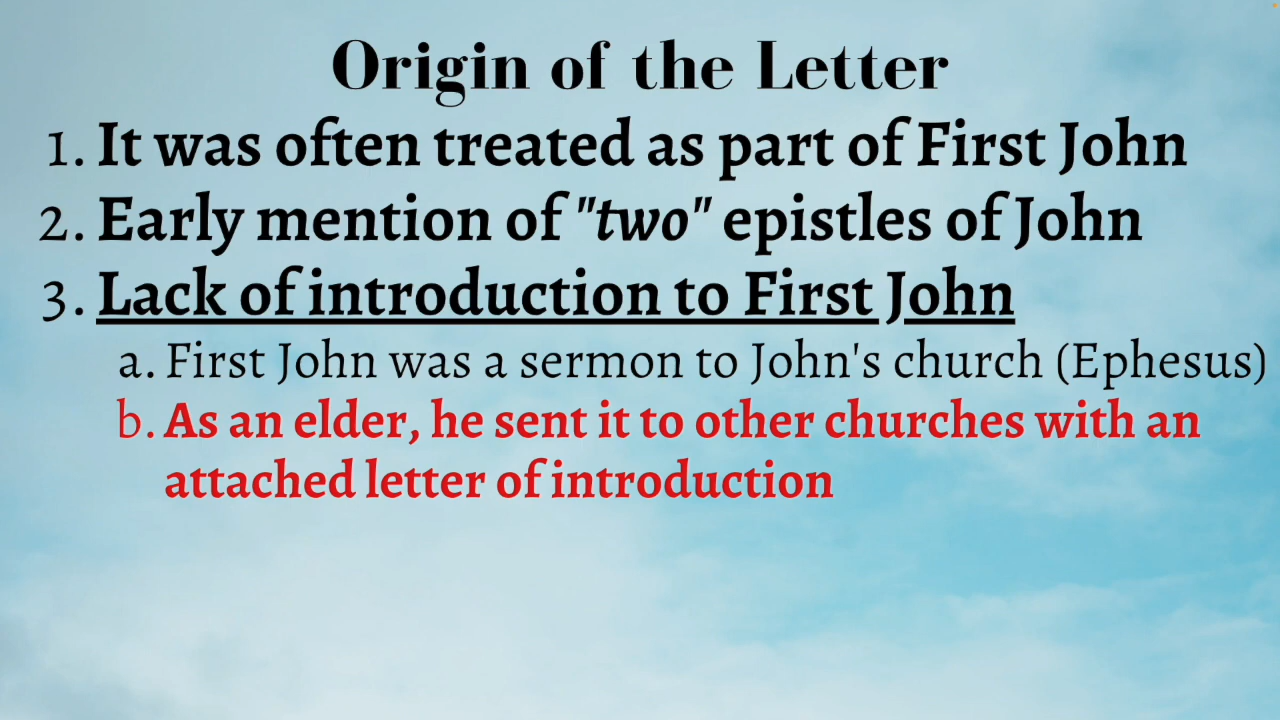 Origin of the Letter
1. It was often treated as part of First John
2. Early mention of "two" epistles of John
3. Lack of introduction to First John
a. First John was a sermon to John's church (Ephesus)
b. As an elder, he sent it to other churches with an
attached letter of introduction